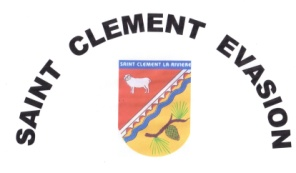 SAINT CLEMENT EVASION
SAINT CLEMENT LA RIVIERE